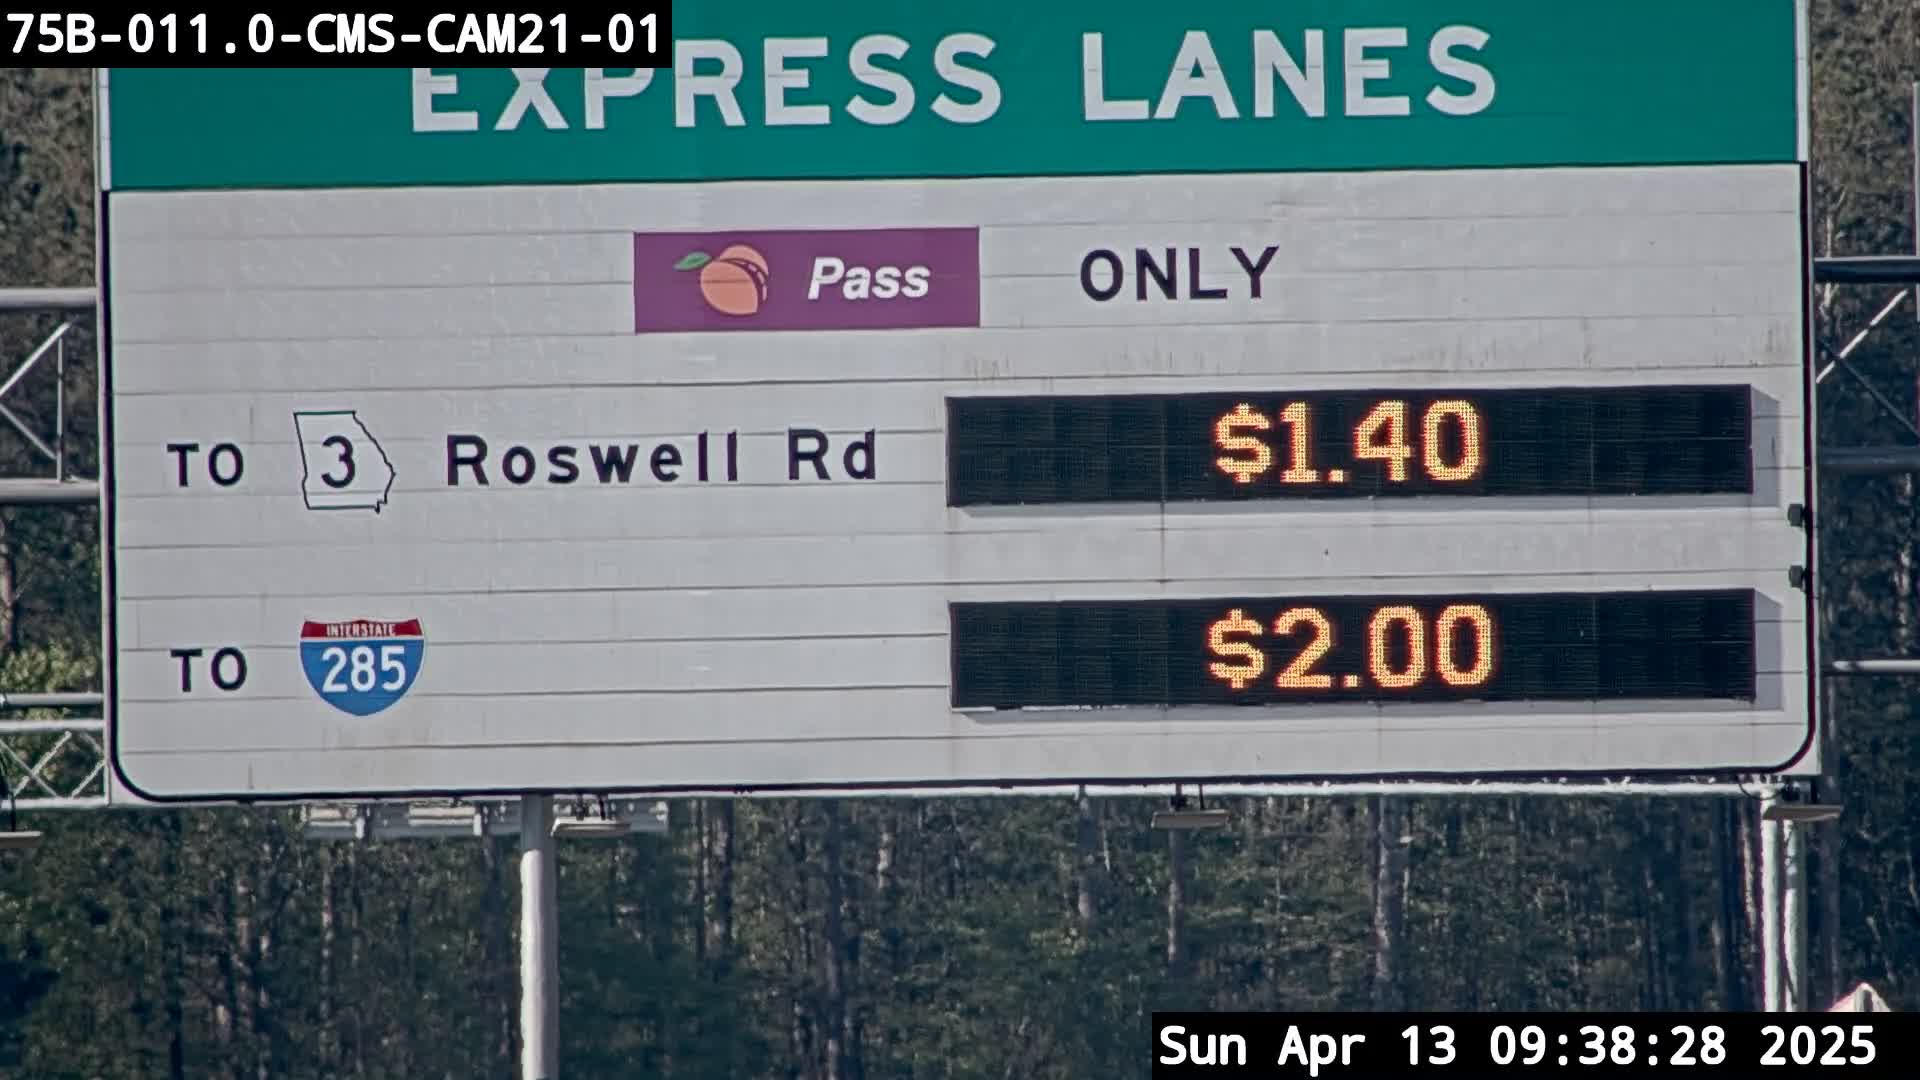 75B-011.0-CMS-CAM21-01
EXPRESS LANES
Pass ONLY
TO 3 Roswell Rd $1.40
TO INTERSTATE 285 $2.00
Sun Apr 13 09:38:28 2025